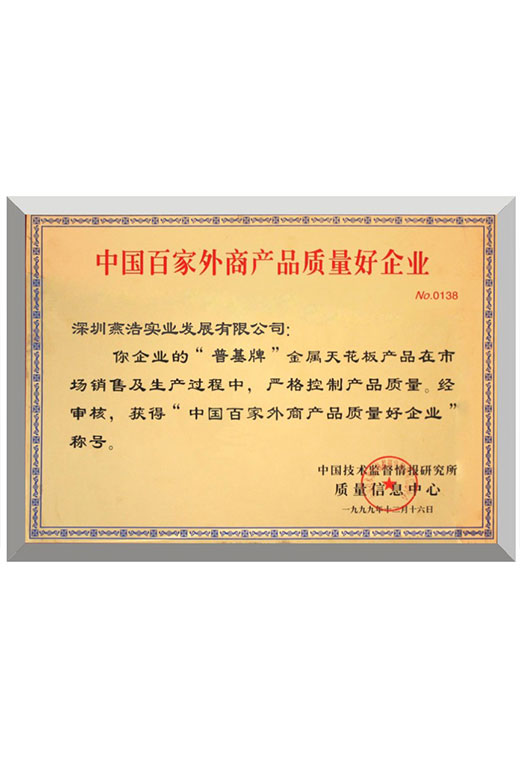 中国百家外商产品质量好企业
No.0138
深圳燕浩实业发展有限公司：
你企业的“普基牌”金属天花板产品在市
场销售及生产过程中，严格控制产品质量。经
审核，获得“中国百家外商产品质量好企业”
称号。
中国技术监督情报研究所
质量信息中心
一九九九年十二月十六日